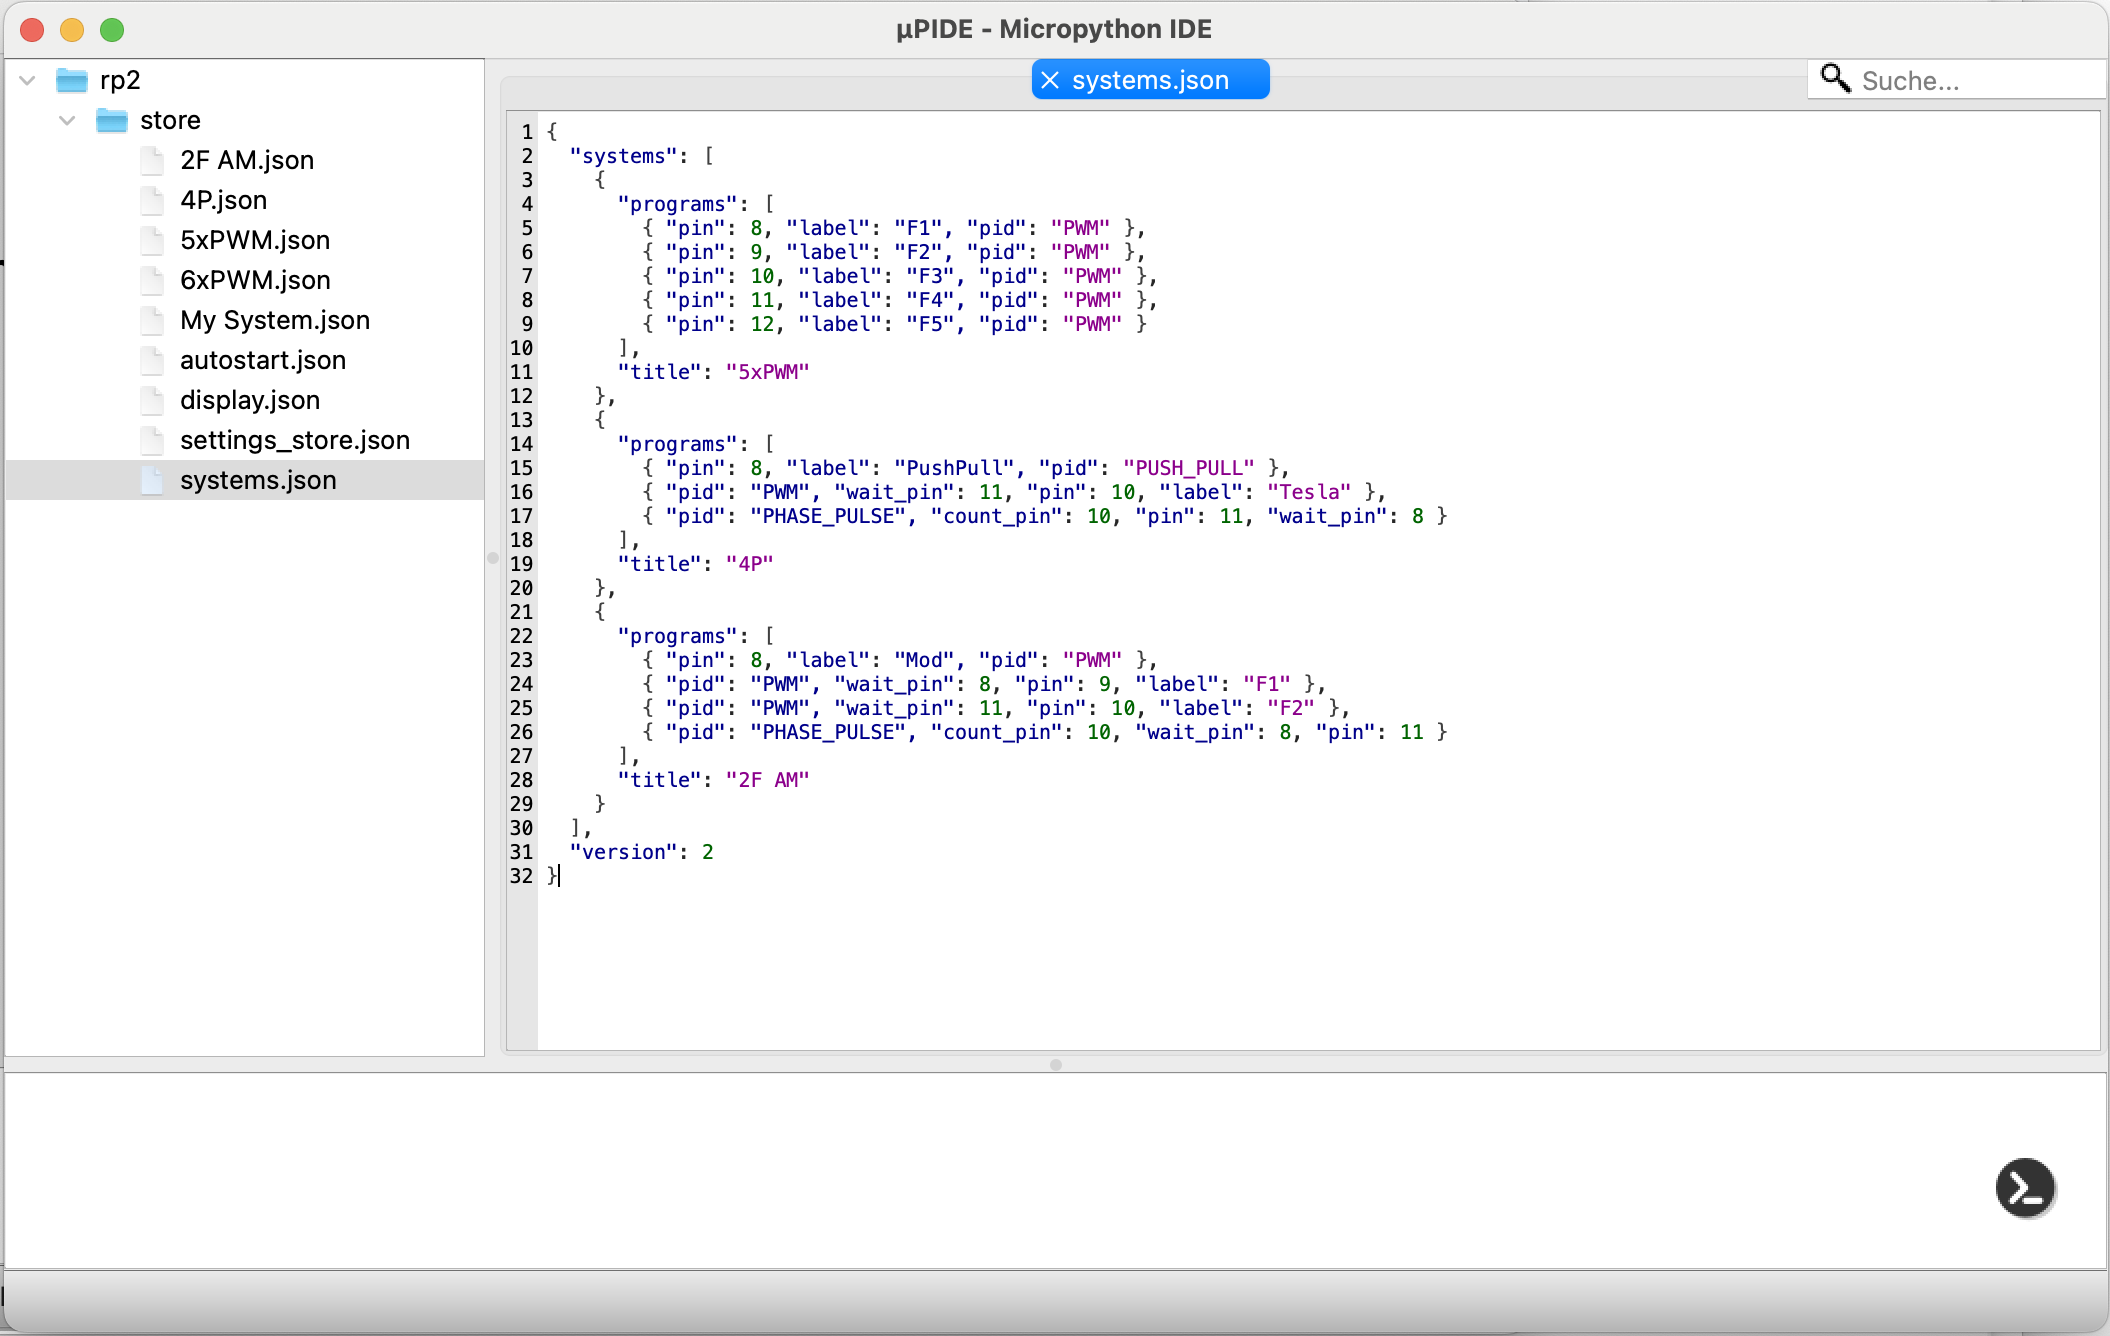 µPIDE - Micropython IDE
rp2
store
2F AM.json
4P.json
5xPWM.json
6xPWM.json
My System.json
autostart.json
display.json
settings_store.json
systems.json
systems.json
Suche...
1 {
2   "systems": [
3     {
4       "programs": [
5         { "pin": 8, "label": "F1", "pid": "PWM" },
6         { "pin": 9, "label": "F2", "pid": "PWM" },
7         { "pin": 10, "label": "F3", "pid": "PWM" },
8         { "pin": 11, "label": "F4", "pid": "PWM" },
9         { "pin": 12, "label": "F5", "pid": "PWM" }
10       ],
11       "title": "5xPWM"
12     },
13     {
14       "programs": [
15         { "pin": 8, "label": "PushPull", "pid": "PUSH_PULL" },
16         { "pid": "PWM", "wait_pin": 11, "pin": 10, "label": "Tesla" },
17         { "pid": "PHASE_PULSE", "count_pin": 10, "pin": 11, "wait_pin": 8 }
18       ],
19       "title": "4P"
20     },
21     {
22       "programs": [
23         { "pin": 8, "label": "Mod", "pid": "PWM" },
24         { "pid": "PWM", "wait_pin": 8, "pin": 9, "label": "F1" },
25         { "pid": "PWM", "wait_pin": 11, "pin": 10, "label": "F2" },
26         { "pid": "PHASE_PULSE", "count_pin": 10, "wait_pin": 8, "pin": 11 }
27       ],
28       "title": "2F AM"
29     }
30   ],
31   "version": 2
32 }